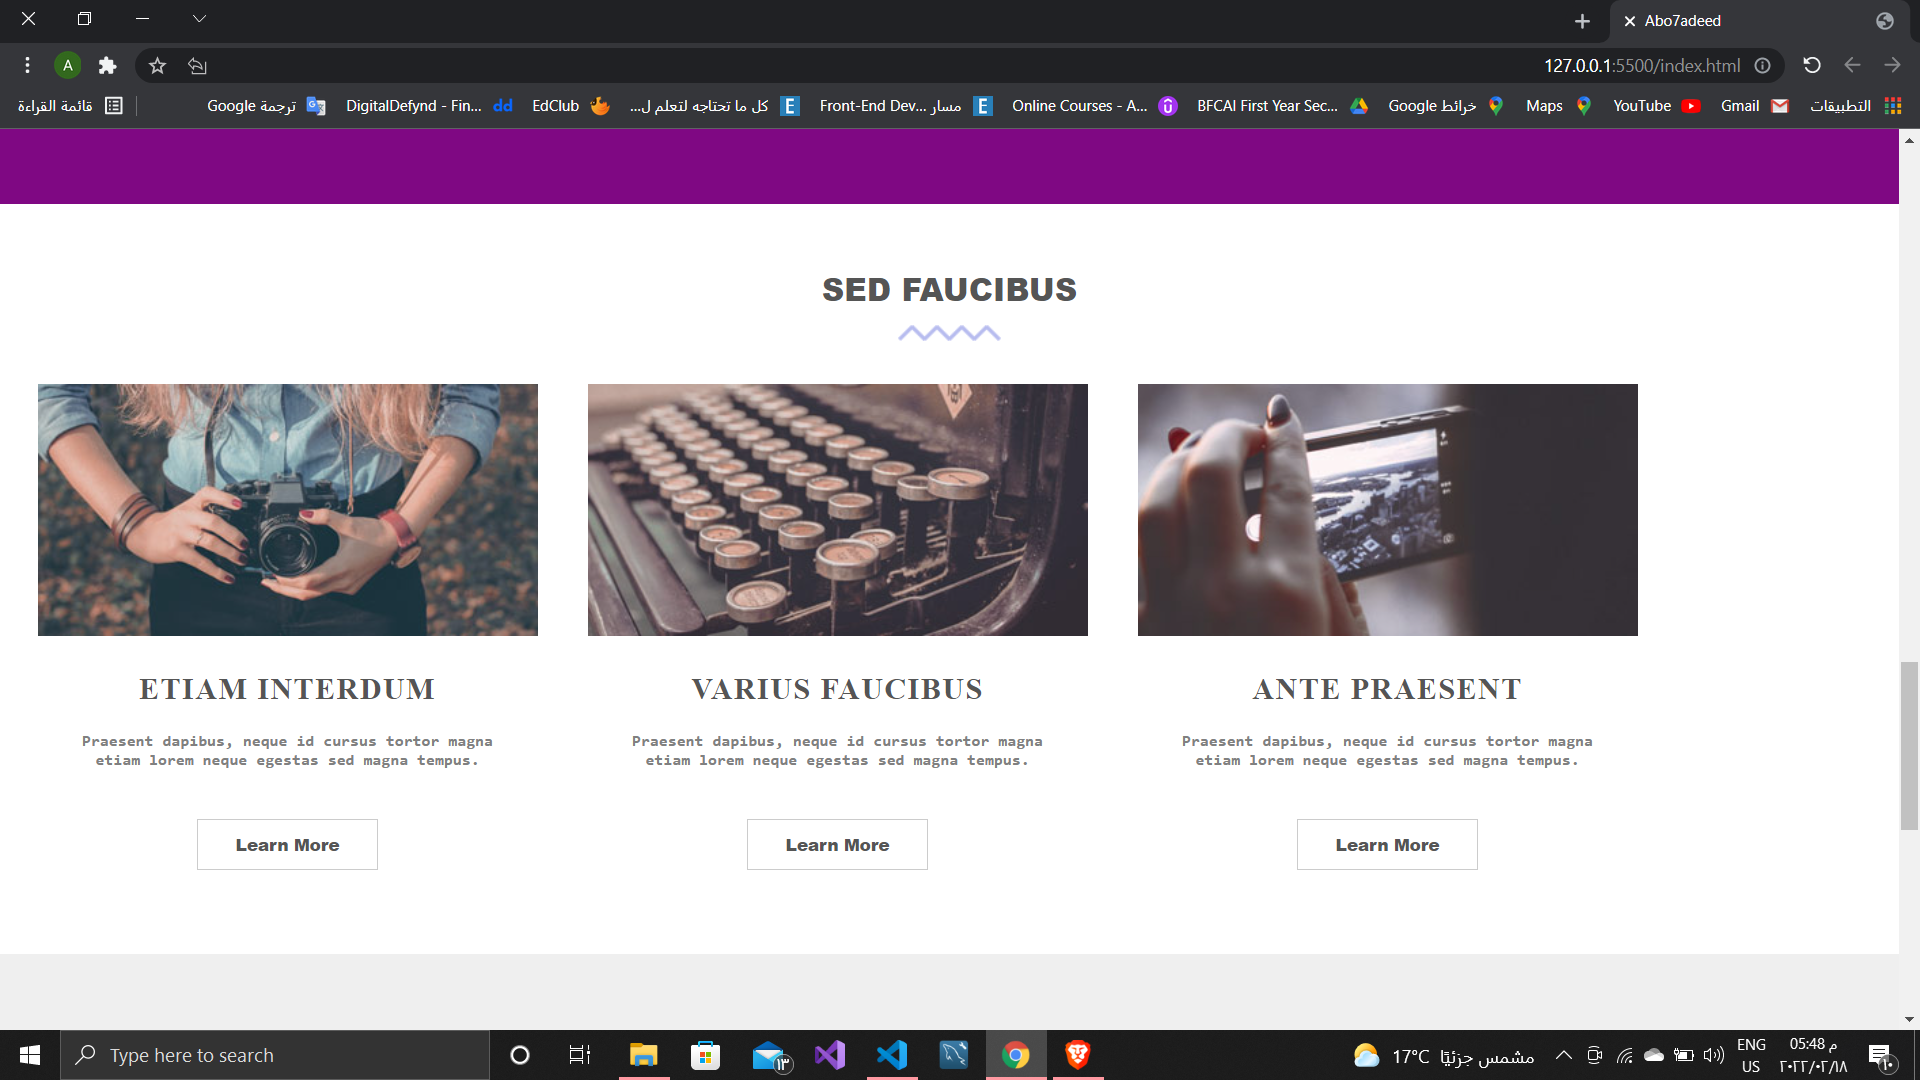 Abo7adeed
127.0.0.1:5500/index.html
A
التطبيقات
Gmail
YouTube
Maps
خرائط Google
BFCAI First Year Sec...
Online Courses - A...
مسار Front-End Dev...
كل ما تحتاجه لتعلم ل...
EdClub
DigitalDefynd - Fin...
ترجمة Google
قائمة القراءة
SED FAUCIBUS
ETIAM INTERDUM
Praesent dapibus, neque id cursus tortor magna
etiam lorem neque egestas sed magna tempus.
Learn More
VARIUS FAUCIBUS
Praesent dapibus, neque id cursus tortor magna
etiam lorem neque egestas sed magna tempus.
Learn More
ANTE PRAESENT
Praesent dapibus, neque id cursus tortor magna
etiam lorem neque egestas sed magna tempus.
Learn More
Type here to search
١٣
17°C مشمس جزئيًا
ENG
US
05:48 م
٢٠٢٢/٠٢/١٨
١٠